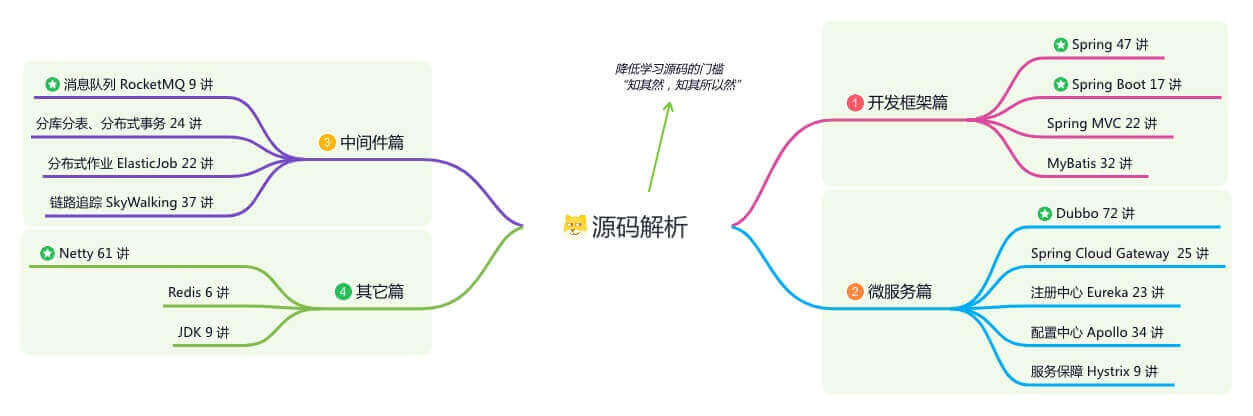 降低学习源码的门槛
“知其然,知其所以然”
源码解析
1 开发框架篇
Spring 47 讲
Spring Boot 17 讲
Spring MVC 22 讲
MyBatis 32 讲
2 微服务篇
Dubbo 72 讲
Spring Cloud Gateway 25 讲
注册中心 Eureka 23 讲
配置中心 Apollo 34 讲
服务保障 Hystrix 9 讲
3 中间件篇
消息队列 RocketMQ 9 讲
分库分表、分布式事务 24 讲
分布式作业 ElasticJob 22 讲
链路追踪 SkyWalking 37 讲
4 其它篇
Netty 61 讲
Redis 6 讲
JDK 9 讲